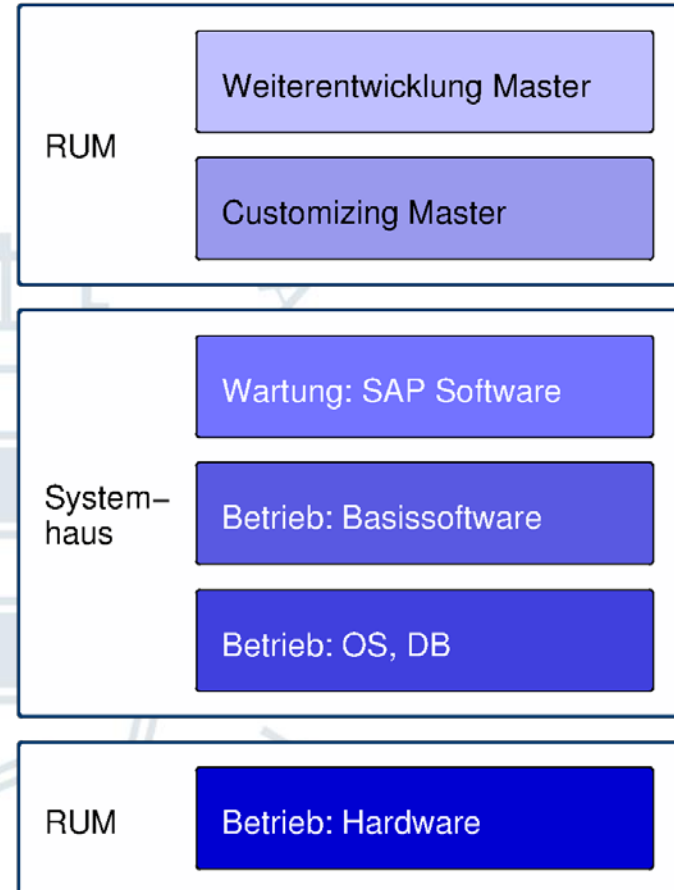 RUM
Weiterentwicklung Master
Customizing Master
System–
haus
Wartung: SAP Software
Betrieb: Basissoftware
Betrieb: OS, DB
RUM
Betrieb: Hardware